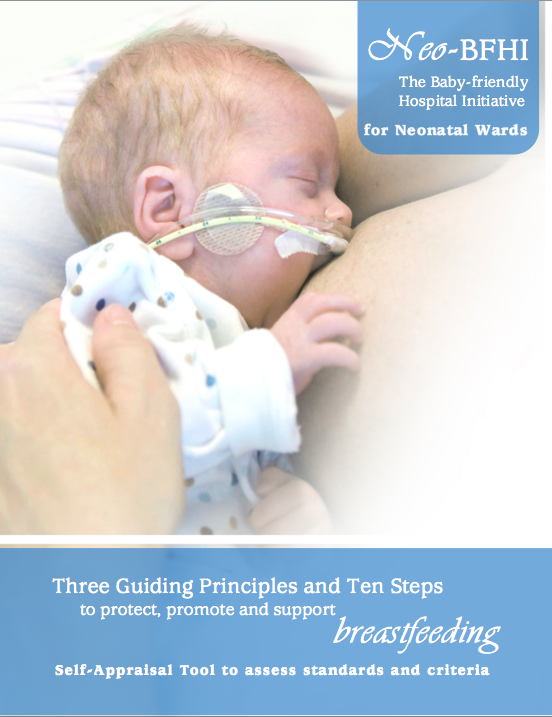 Neo-BFHI
The Baby-friendly
Hospital Initiative
for Neonatal Wards
Three Guiding Principles and Ten Steps
to protect, promote and support
breastfeeding
Self-Appraisal Tool to assess standards and criteria